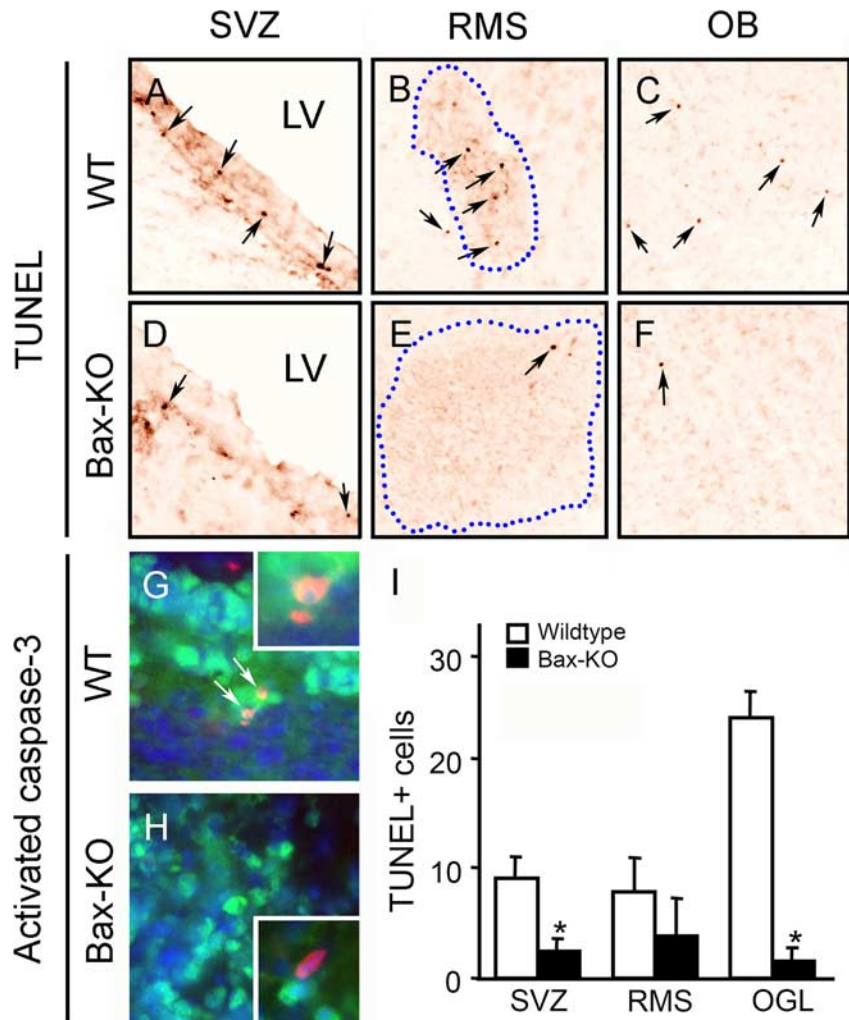 SVZ RMS OB
TUNEL
WT
A LV B C
Bax-KO
D LV E F
Activated caspase-3
WT
G
Bax-KO
H
I
Wildtype
Bax-KO
TUNEL+ cells
30
20
10
0
* *
SVZ RMS OGL